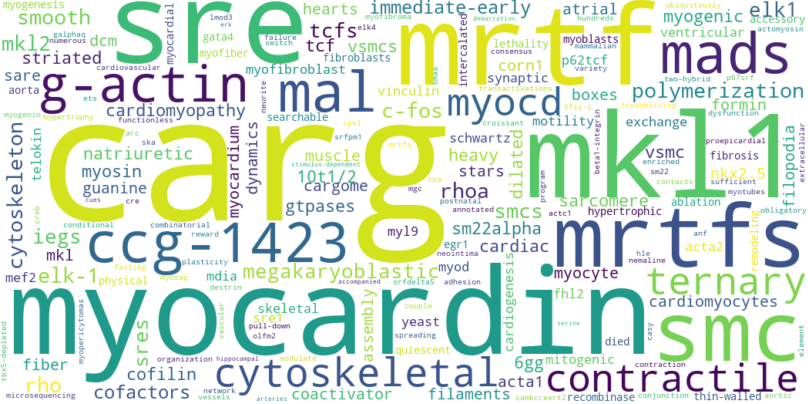 myogenesis
smooth
sre
hearts
immediate-early
atrial
hundreds
ubiquitously
demarcation
elk1
accessory
actomyosin
lmod3
erk
elk4
gata4
failure
switch
galphaq
numerous
cardiovascular
myocardial
tcfs
tcf
vsmcs
fibroblasts
myofibroma
intercalated
lethality
consensus
mammalian
variety
myoblasts
p62tcf
myogenic
ventricular
mrtf
mads
mkl2
dcm
striated
myofiber
myofibroblast
corn1
two-hybrid
p67srf
sare
aorta
g-actin
mal
vinculin
synaptic
boxes
polymerization
smaa
transactivations
treadmilling
dysfunction
myogenin
hypertrophy
ets
cardiomyopathy
neurite
searchable
c-fos
myocd
motility
exchange
tfii-i
formin
rpel
croissant
functionless
srfpm1
schwartz
vsmc
proepicardial
cytoskeleton
telokin
arc
ska
natriuretic
myocardium
dynamics
stimulus-dependent
muscle
mrtfa
heavy
stars
dilated
beta1-integrin
enriched
fibrosis
sm22
nkx2.5
filopodia
extracellular
carg
mkl1
myosin
guanine
10t1/2
cargome
tpa
mgc
rhoa
program
contacts
sufficient
myotubes
creb
cues
cre
conditional
combinatorial
gtpases
postnatal
annotated
smcs
sarcomere
ablation
actc1
hypertrophic
obligatory
iegs
mkl
ccg-1423
reward
plasticity
myl9
sm22alpha
egr1
neointima
cardiac
mrtfs
anf
acta2
remodeling
hle
nemaline
mef2
elk-1
failing
physical
mdia
myozap
megakaryoblastic
accompanied
srfdelta5
myod
adhesion
myocyte
ternary
tbx5-depleted
myopericytomas
sres
destrin
vascular
skeletal
sre1
pull-down
olfm2
assembly
couple
yeast
spreading
quiescent
cardiogenesis
fhl2
serine
cardiomyocytes
died
casy
element
myocardin
smc
fiber
rho
microsequencing
cofilin
cofactors
organization
network
vessels
hippocampal
arteries
modulate
cytoskeletal
coactivator
filaments
6gg
acta1
mitogenic
camkcreert2
recombinase
contraction
conjunction
contractile
thin-walled
aortic